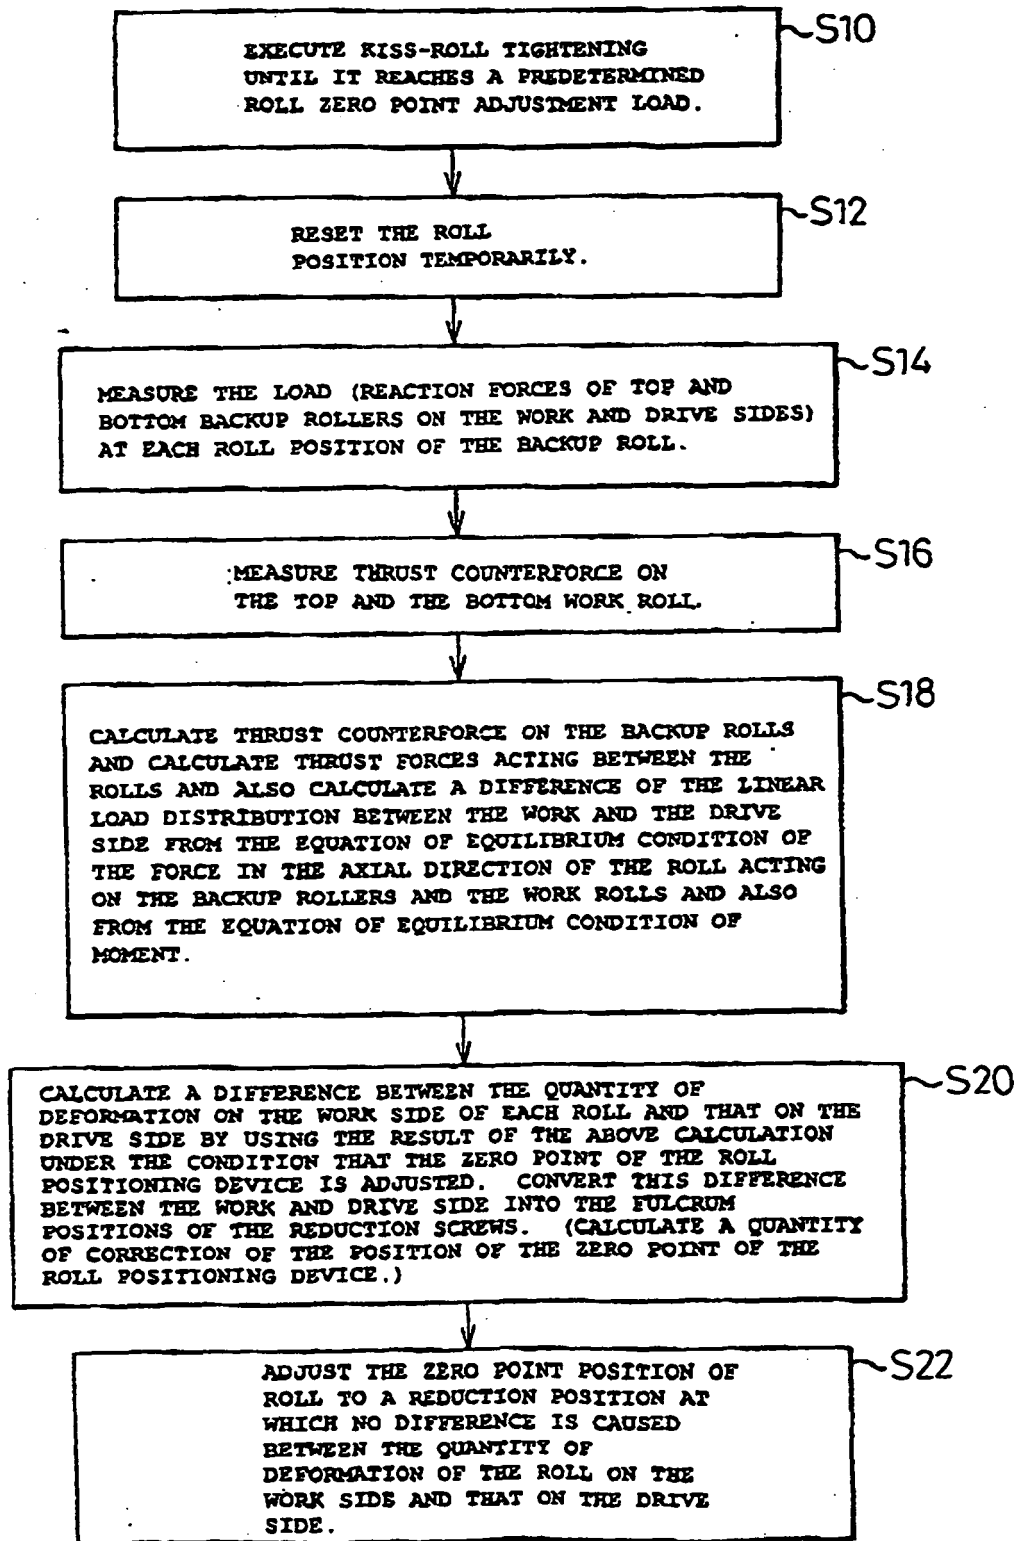 EXECUTE KISS-ROLL TIGHTENING
UNTIL IT REACHES A PREDETERMINED
ROLL ZERO POINT ADJUSTMENT LOAD.
S10
RESET THE ROLL
POSITION TEMPORARILY.
S12
MEASURE THE LOAD (REACTION FORCES OF TOP AND
BOTTOM BACKUP ROLLERS ON THE WORK AND DRIVE SIDES)
AT EACH ROLL POSITION OF THE BACKUP ROLL.
S14
MEASURE THRUST COUNTERFORCE ON
THE TOP AND THE BOTTOM WORK ROLL.
S16
CALCULATE THRUST COUNTERFORCE ON THE BACKUP ROLLS
AND CALCULATE THRUST FORCES ACTING BETWEEN THE
ROLLS AND ALSO CALCULATE A DIFFERENCE OF THE LINEAR
LOAD DISTRIBUTION BETWEEN THE WORK AND THE DRIVE
SIDE FROM THE EQUATION OF EQUILIBRIUM CONDITION OF
THE FORCE IN THE AXIAL DIRECTION OF THE ROLL ACTING
ON THE BACKUP ROLLERS AND THE WORK ROLLS AND ALSO
FROM THE EQUATION OF EQUILIBRIUM CONDITION OF
MOMENT.
S18
CALCULATE A DIFFERENCE BETWEEN THE QUANTITY OF
DEFORMATION ON THE WORK SIDE OF EACH ROLL AND THAT ON THE
DRIVE SIDE BY USING THE RESULT OF THE ABOVE CALCULATION
UNDER THE CONDITION THAT THE ZERO POINT OF THE ROLL
POSITIONING DEVICE IS ADJUSTED. CONVERT THIS DIFFERENCE
BETWEEN THE WORK AND DRIVE SIDE INTO THE FULCRUM
POSITIONS OF THE REDUCTION SCREWS. (CALCULATE A QUANTITY
OF CORRECTION OF THE POSITION OF THE ZERO POINT OF THE
ROLL POSITIONING DEVICE.)
S20
ADJUST THE ZERO POINT POSITION OF
ROLL TO A REDUCTION POSITION AT
WHICH NO DIFFERENCE IS CAUSED
BETWEEN THE QUANTITY OF
DEFORMATION OF THE ROLL ON THE
WORK SIDE AND THAT ON THE DRIVE
SIDE.
S22